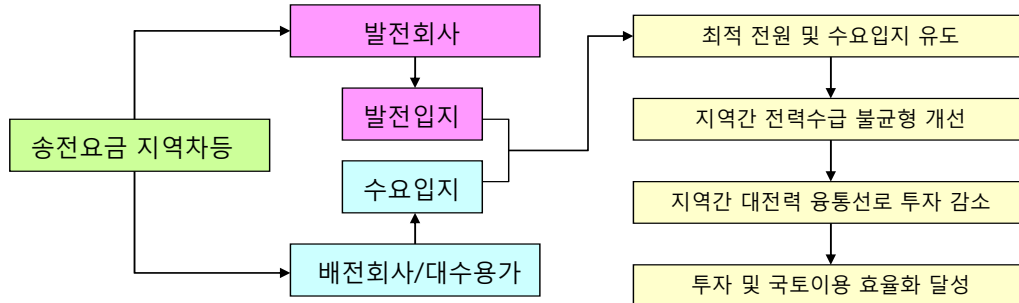 송전요금 지역차등
발전회사
발전입지
수요입지
배전회사/대수용가
최적 전원 및 수요입지 유도
지역간 전력수급 불균형 개선
지역간 대전력 융통선로 투자 감소
투자 및 국토이용 효율화 달성